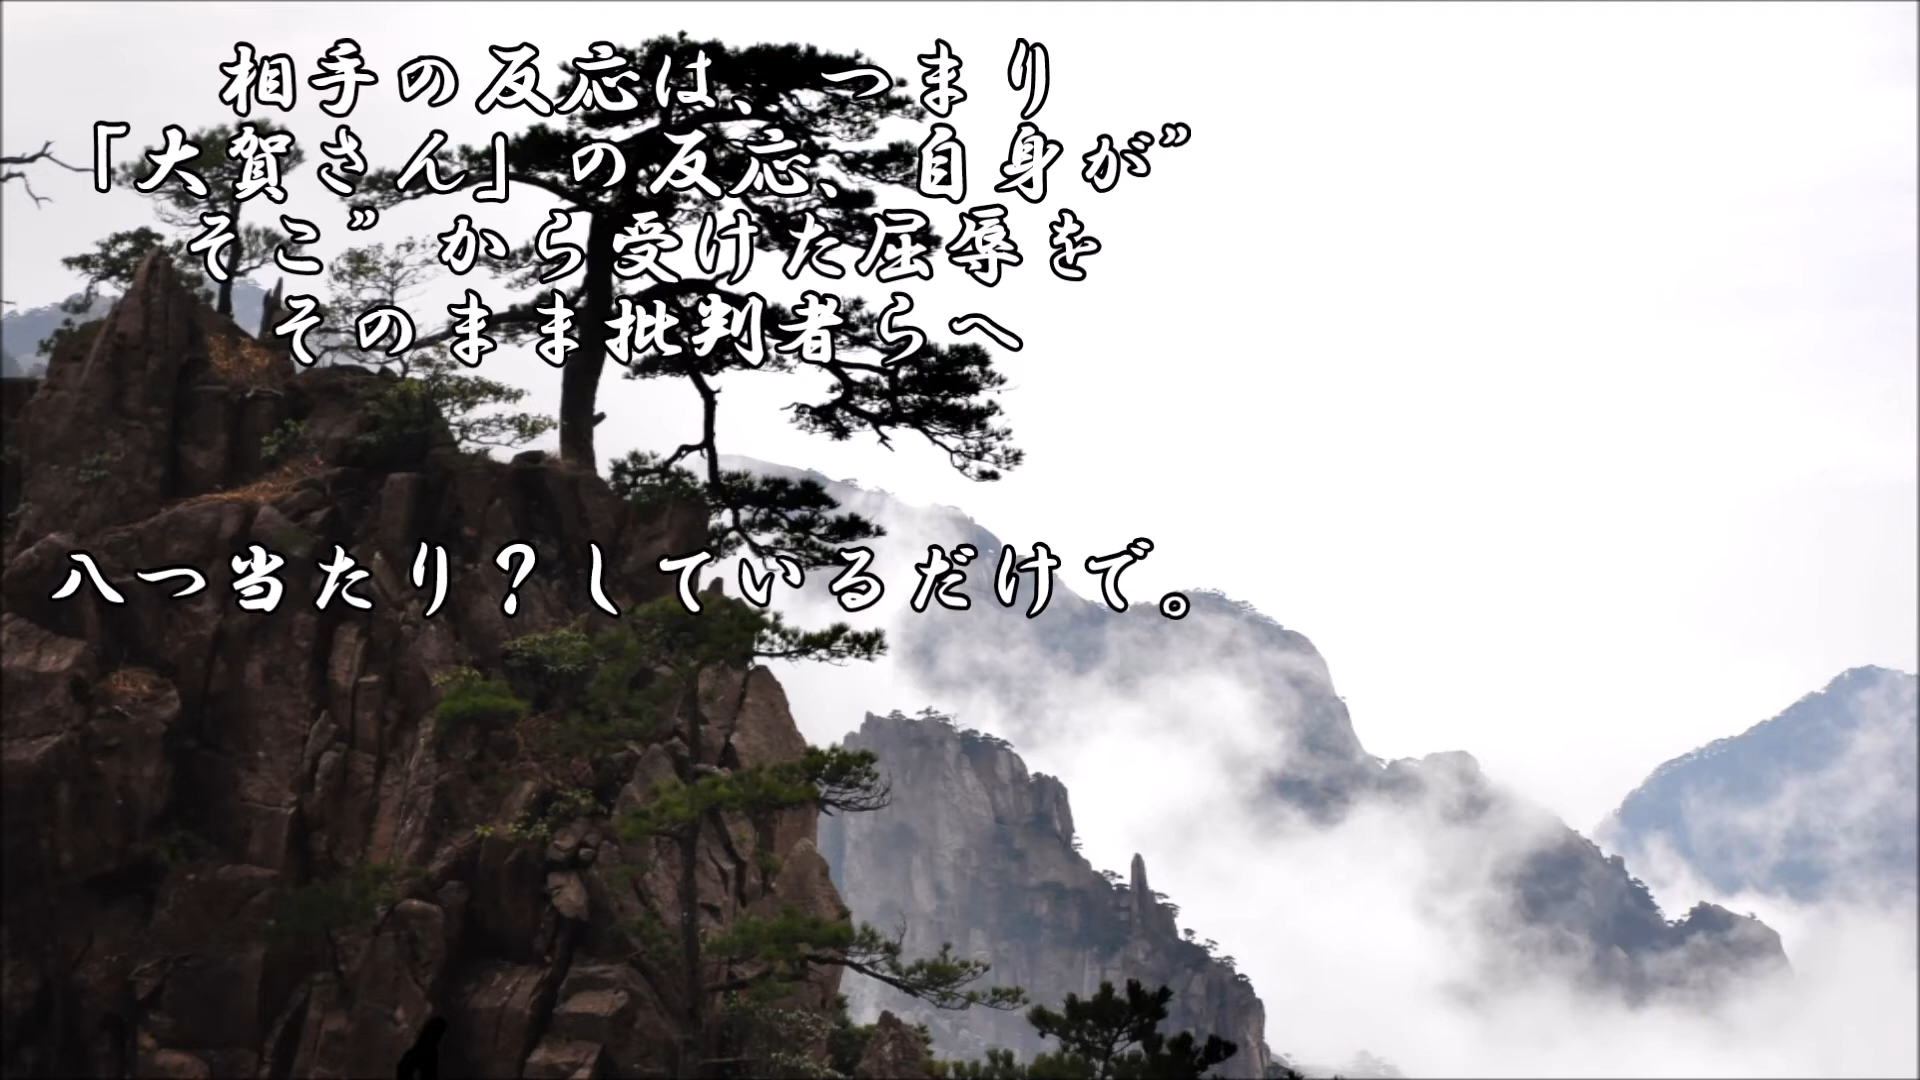 相手の反応は、つまり
「大賀さん」の反応、自身が”
そこ”から受けた屈辱を
そのまま批判者らへ
八つ当たり？しているだけで。